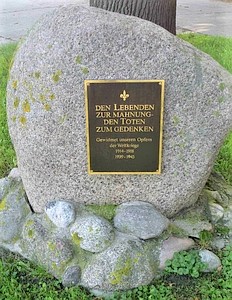 DEN LEBENDEN
ZUR MAHNUNG-
DEN TOTEN
ZUM GEDENKEN
Gewidmet unseren Opfern
der Weltkriege
1914-1918
1939-1945